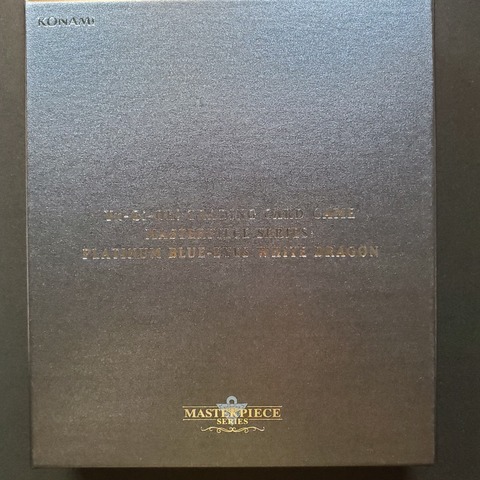 KONAMI
YU-GI-OH! TRADING CARD GAME
MASTERPIECE SERIES:
PLATINUM BLUE-EYES WHITE DRAGON
MASTERPIECE
SERIES